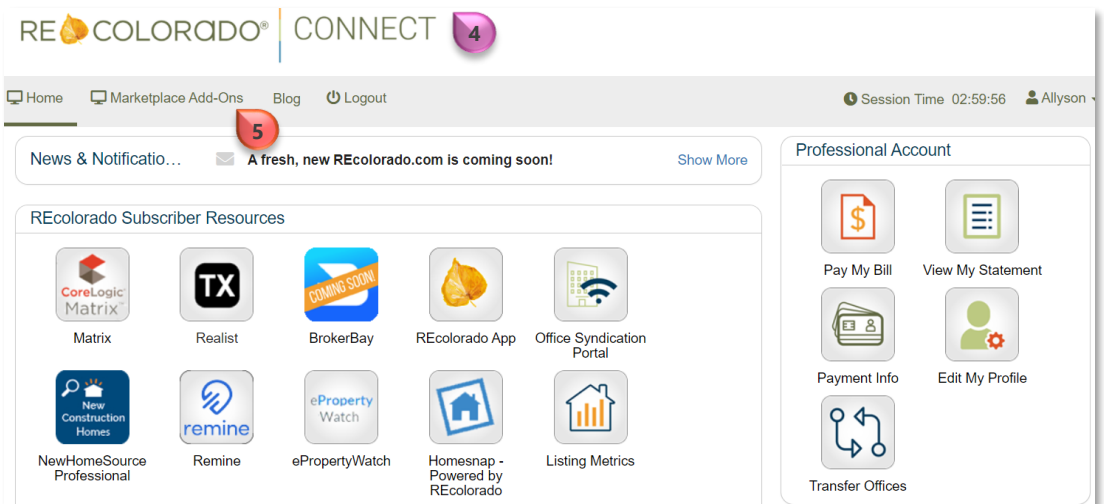 RE COLORADO® CONNECT 4
Home Marketplace Add-Ons Blog Logout Session Time 02:59:56 Allyson
5
News & Notificatio... A fresh, new REcolorado.com is coming soon! Show More
Professional Account
REcolorado Subscriber Resources
CoreLogic
Matrix™
TX
COMING SOON!
$
Pay My Bill View My Statement
Matrix Realist BrokerBay REcolorado App Office Syndication
Portal
Payment Info Edit My Profile
New
Construction
Homes
remine
eProperty
Watch
NewHomeSource
Professional
Remine ePropertyWatch Homesnap -
Powered by
REcolorado
Listing Metrics
Transfer Offices